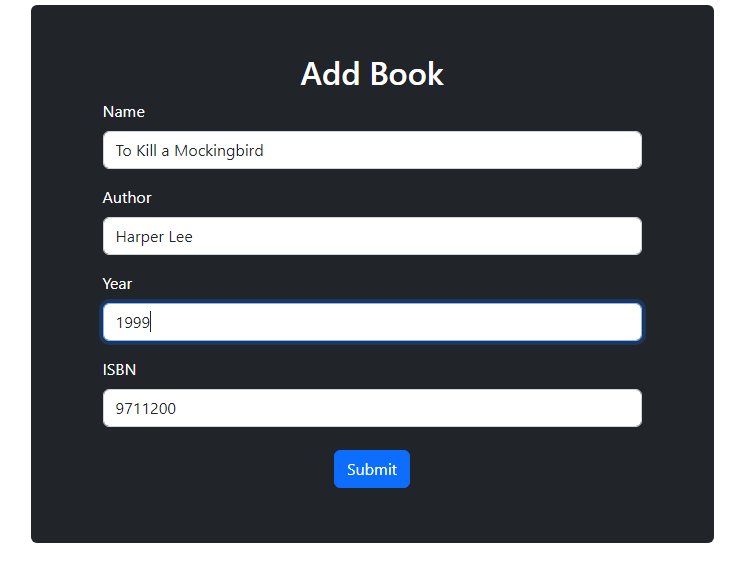 Add Book
Name
To Kill a Mockingbird
Author
Harper Lee
Year
1999
ISBN
9711200
Submit